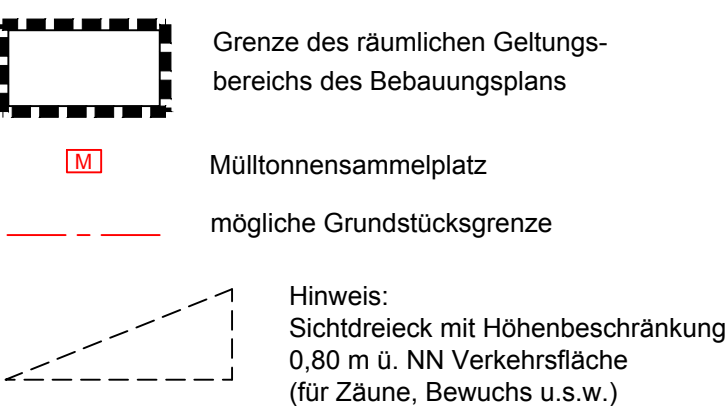 Grenze des räumlichen Geltungs-
bereichs des Bebauungsplans
M Mülltonnensammelplatz
mögliche Grundstücksgrenze
Hinweis:
Sichtdreieck mit Höhenbeschränkung
0,80 m ü. NN Verkehrsfläche
(für Zäune, Bewuchs u.s.w.)